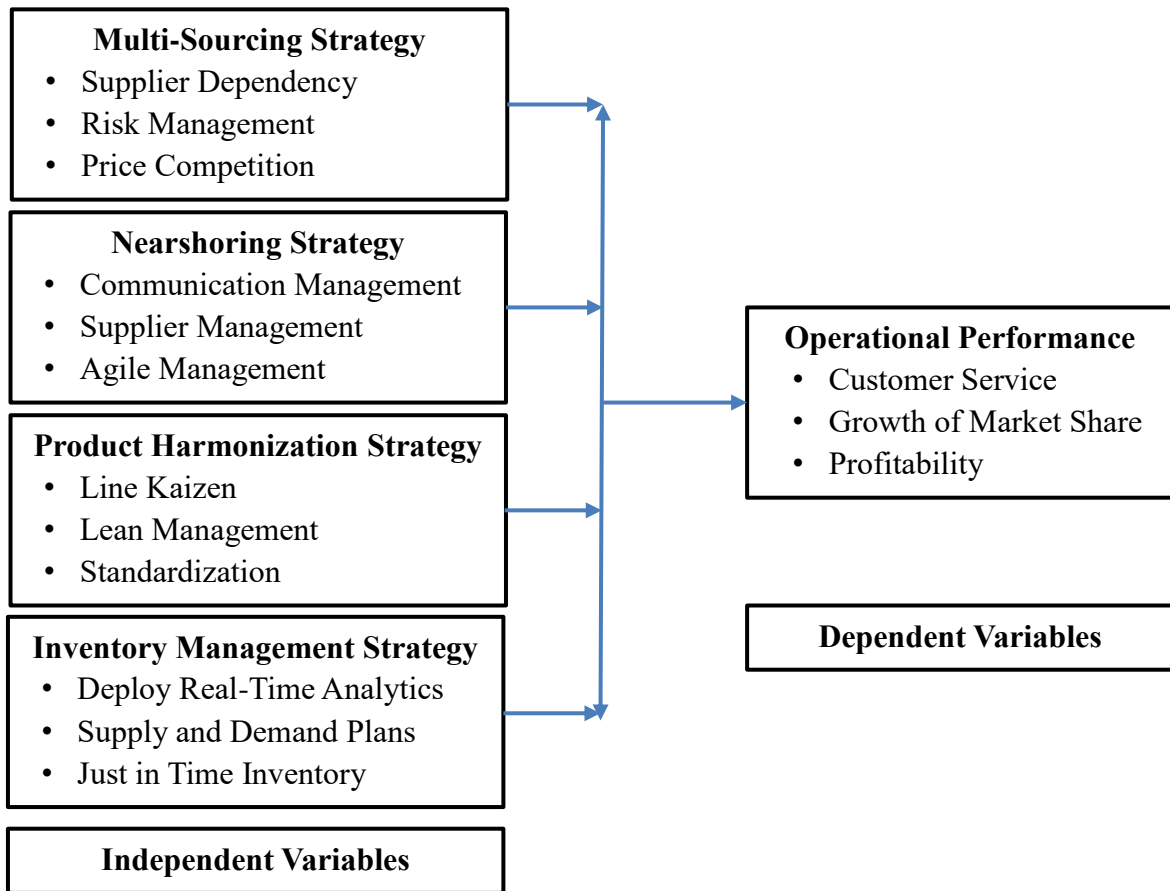 Multi-Sourcing Strategy
• Supplier Dependency
• Risk Management
• Price Competition
Nearshoring Strategy
• Communication Management
• Supplier Management
• Agile Management
Product Harmonization Strategy
• Line Kaizen
• Lean Management
• Standardization
Inventory Management Strategy
• Deploy Real-Time Analytics
• Supply and Demand Plans
• Just in Time Inventory
Independent Variables
Operational Performance
• Customer Service
• Growth of Market Share
• Profitability
Dependent Variables